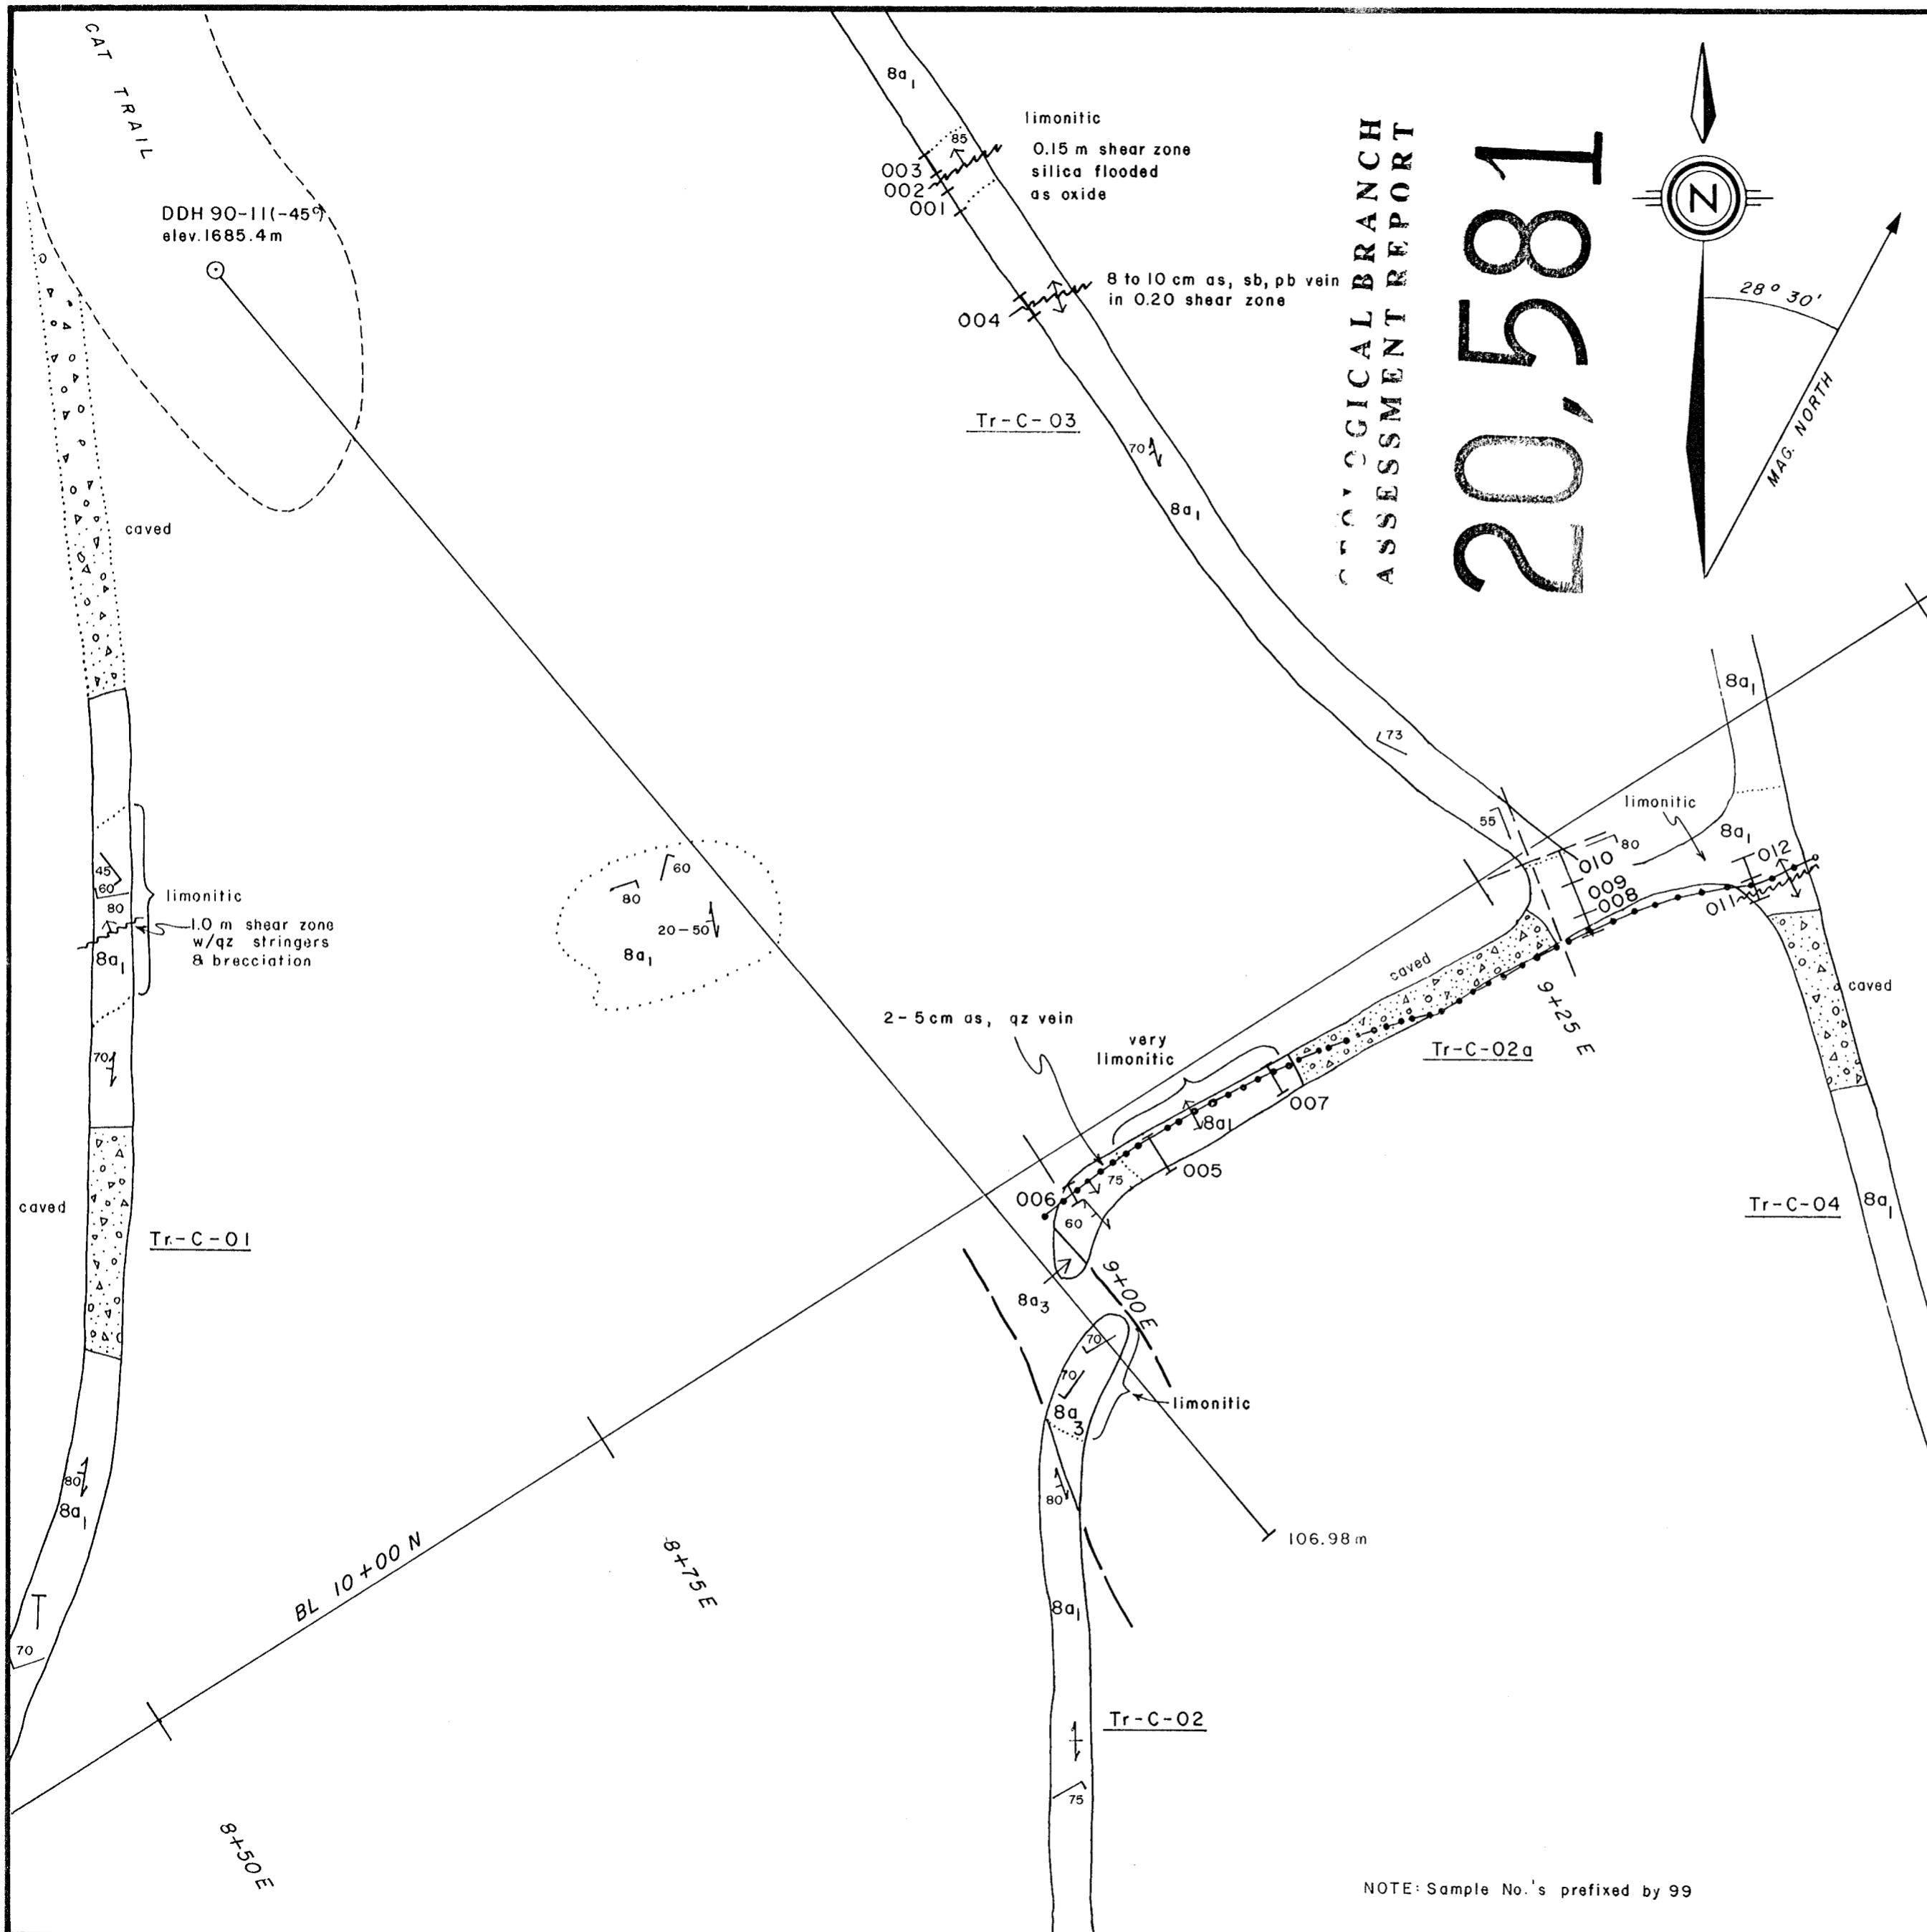 CAT TRAIL
DDH 90-11 (-45°)
elev. 1685.4 m
caved
45
60
80
limonitic
1.0 m shear zone
w/qz stringers
& brecciation
8a1
70
caved
Tr.-C-01
80
8a1
70
BL 10+00 N
8+50 E
8+75 E
8a1
limonitic
0.15 m shear zone
silica flooded
as oxide
85
003
002
001
8 to 10 cm as, sb, pb vein
in 0.20 shear zone
004
Tr-C-03
70
8a1
73
55
60
80
20-50
8a1
2-5 cm as, qz vein
very
limonitic
8a1
007
005
75
006
60
9+00 E
8a3
70
70
8a3
limonitic
80
106.98 m
8a1
Tr-C-02
75
caved
Tr-C-02a
9+25 E
80
010
009
008
limonitic
8a1
8a1
012
011
caved
Tr-C-04
8a1
GICAL BRANCH
ASSESSMENT REPORT
20,581
N
28° 30'
MAG. NORTH
NOTE: Sample No.'s prefixed by 99